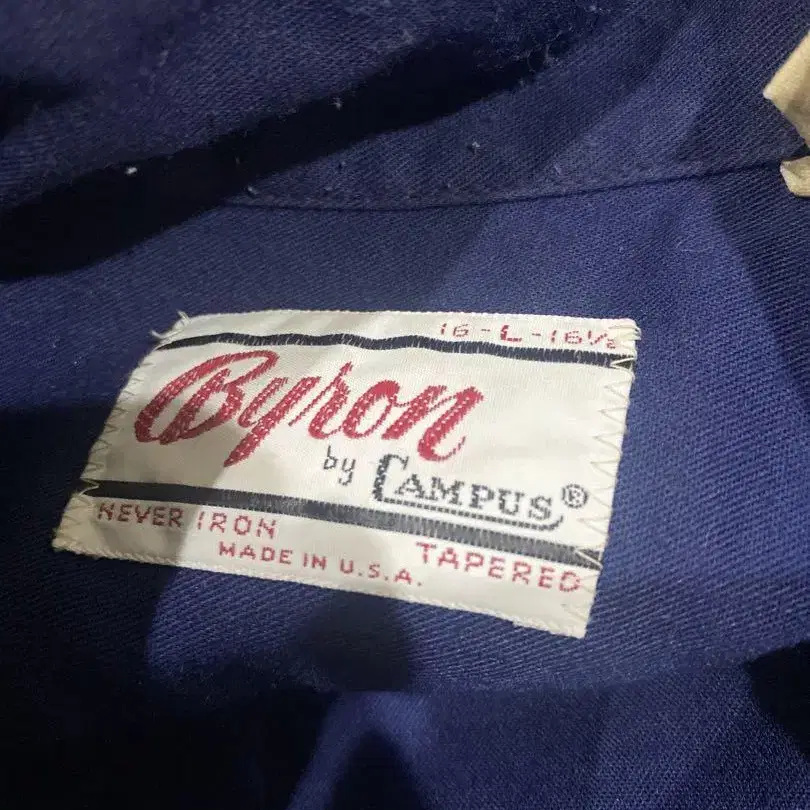 16-L-16½
Byron
by CAMPUS®
NEVER IRON TAPERED
MADE IN U.S.A.